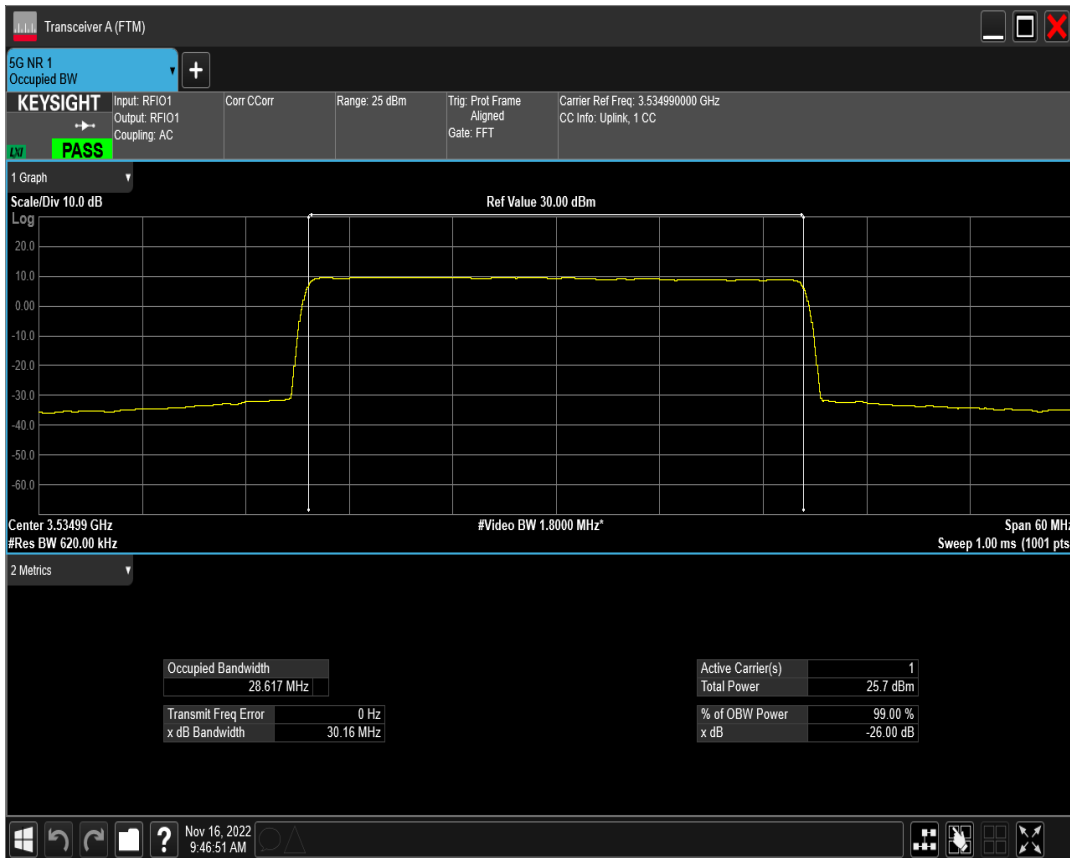 Transceiver A (FTM)
5G NR 1
Occupied BW
+
KEYSIGHT
LXI
PASS
Input: RFIO1
Output: RFIO1
Coupling: AC
Corr CCorr
Range: 25 dBm
Trig: Prot Frame
Aligned
Gate: FFT
Carrier Ref Freq: 3.534990000 GHz
CC Info: Uplink, 1 CC
1 Graph
Scale/Div 10.0 dB
Ref Value 30.00 dBm
Log
20.0
10.0
0.00
-10.0
-20.0
-30.0
-40.0
-50.0
-60.0
Center 3.53499 GHz
#Video BW 1.8000 MHz*
Span 60 MHz
#Res BW 620.00 kHz
Sweep 1.00 ms (1001 pts
2 Metrics
Occupied Bandwidth
28.617 MHz
Transmit Freq Error 0 Hz
x dB Bandwidth 30.16 MHz
Active Carrier(s) 1
Total Power 25.7 dBm
% of OBW Power 99.00 %
x dB -26.00 dB
?
Nov 16, 2022
9:46:51 AM